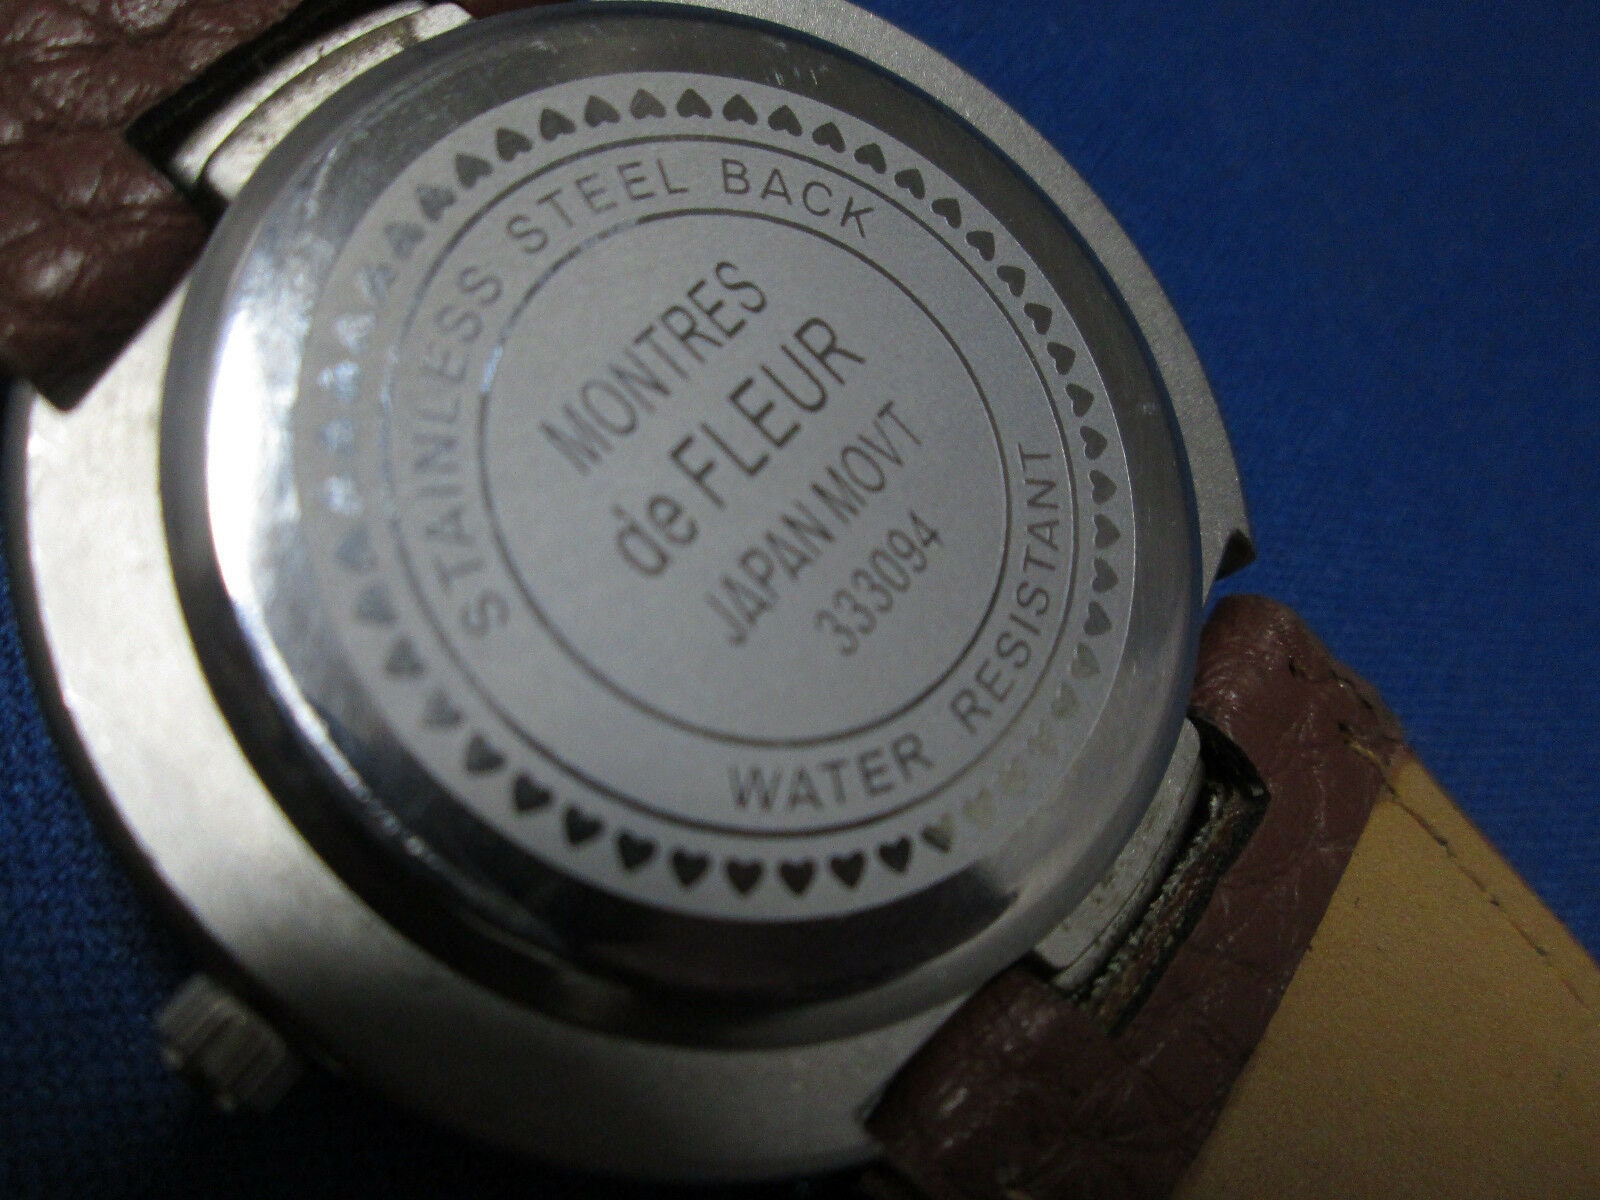 STAINLESS STEEL BACK
MONTRES
de FLEUR
JAPAN MOVT
333094
WATER RESISTANT